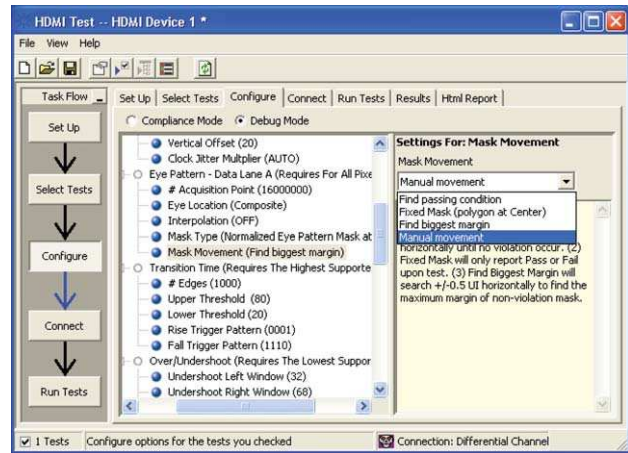 HDMI Test -- HDMI Device 1 *
File View Help
Task Flow
Set Up
Select Tests
Configure
Connect
Run Tests
Set Up Select Tests Configure Connect Run Tests Results Html Report
Compliance Mode Debug Mode
Vertical Offset (20)
Clock Jitter Multplier (AUTO)
Eye Pattern - Data Lane A (Requires For All Pixe
# Acquisition Point (16000000)
Eye Location (Composite)
Interpolation (OFF)
Mask Type (Normalized Eye Pattern Mask at
Mask Movement (Find biggest margin)
Transition Time (Requires The Highest Supporte
# Edges (1000)
Upper Threshold (80)
Lower Threshold (20)
Rise Trigger Pattern (0001)
Fall Trigger Pattern (1110)
Over/Undershoot (Requires The Lowest Suppor
Undershoot Left Window (32)
Undershoot Right Window (68)
Settings For: Mask Movement
Mask Movement
Manual movement
Find passing condition
Fixed Mask (polygon at Center)
Find biggest margin
Manual movement
horizontally until no violation occur. (2)
Fixed Mask will only report Pass or Fail
upon test. (3) Find Biggest Margin will
search +/-0.5 UI horizontally to find the
maximum margin of non-violation mask.
1 Tests Configure options for the tests you checked Connection: Differential Channel